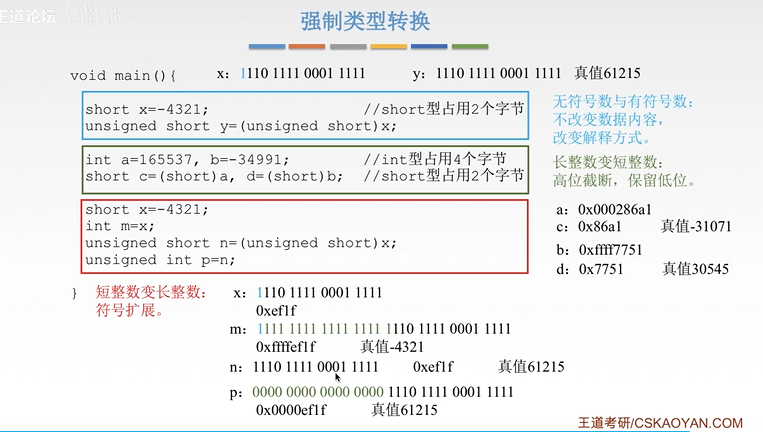 王道论坛
强制类型转换
void main(){
x：1110 1111 0001 1111
y：1110 1111 0001 1111 真值61215
short x=-4321; //short型占用2个字节
unsigned short y=(unsigned short)x;
无符号数与有符号数：
不改变数据内容，
改变解释方式。
int a=165537, b=-34991; //int型占用4个字节
short c=(short)a, d=(short)b; //short型占用2个字节
长整数变短整数：
高位截断，保留低位。
short x=-4321;
int m=x;
unsigned short n=(unsigned short)x;
unsigned int p=n;
a：0x000286a1
c：0x86a1 真值-31071
b：0xffff7751
d：0x7751 真值30545
} 短整数变长整数：
符号扩展。
x：1110 1111 0001 1111
0xef1f
m：1111 1111 1111 1111 1110 1111 0001 1111
0xffffef1f 真值-4321
n：1110 1111 0001 1111 0xef1f 真值61215
p：0000 0000 0000 0000 1110 1111 0001 1111
0x0000ef1f 真值61215
王道考研/CSKAOYAN.COM